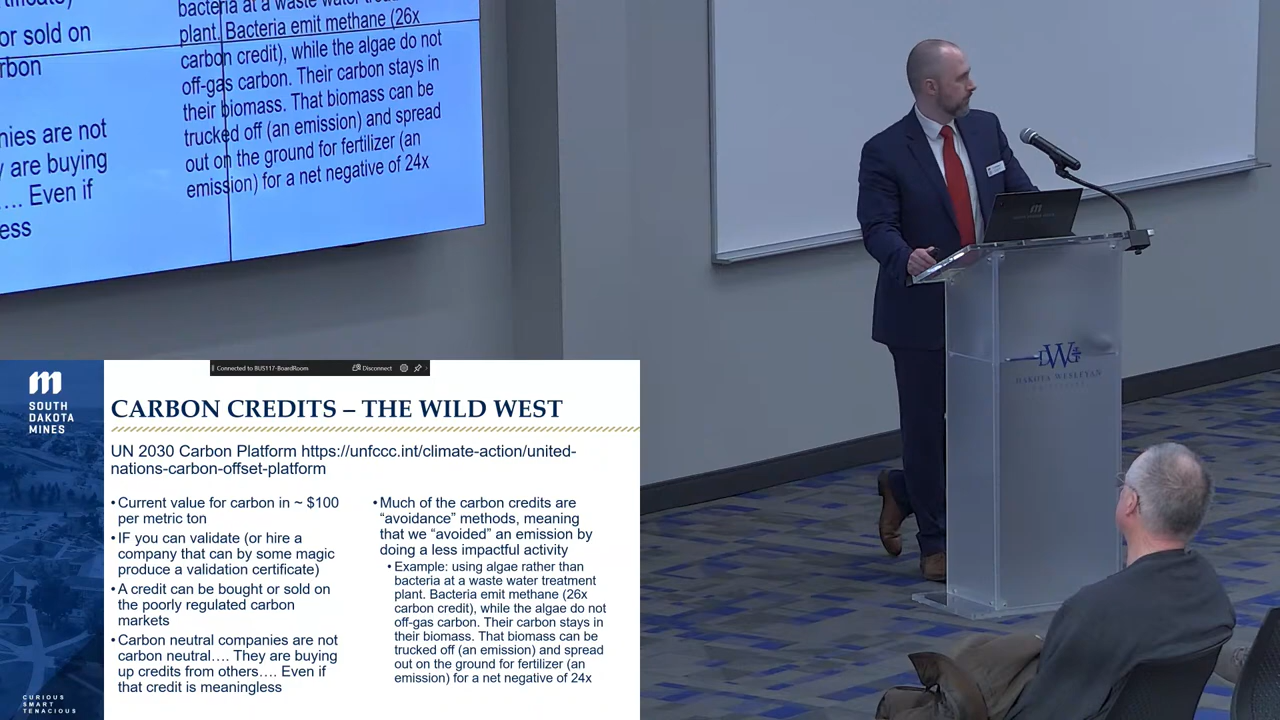 tificate)
or sold on
rbon
nies are not
y are buying
…. Even if
ess
bacteria at a waste water
plant. Bacteria emit methane (26x
carbon credit), while the algae do not
off-gas carbon. Their carbon stays in
their biomass. That biomass can be
trucked off (an emission) and spread
out on the ground for fertilizer (an
emission) for a net negative of 24x
DWU
DAKOTA WESLEYAN
Connected to BUS117-BoardRoom
Disconnect
m
SOUTH
DAKOTA
MINES
CURIOUS
SMART
TENACIOUS
CARBON CREDITS – THE WILD WEST
UN 2030 Carbon Platform https://unfccc.int/climate-action/united-
nations-carbon-offset-platform
•Current value for carbon in ~ $100
per metric ton
•IF you can validate (or hire a
company that can by some magic
produce a validation certificate)
•A credit can be bought or sold on
the poorly regulated carbon
markets
•Carbon neutral companies are not
carbon neutral…. They are buying
up credits from others…. Even if
that credit is meaningless
•Much of the carbon credits are
“avoidance” methods, meaning
that we “avoided” an emission by
doing a less impactful activity
•Example: using algae rather than
bacteria at a waste water treatment
plant. Bacteria emit methane (26x
carbon credit), while the algae do not
off-gas carbon. Their carbon stays in
their biomass. That biomass can be
trucked off (an emission) and spread
out on the ground for fertilizer (an
emission) for a net negative of 24x